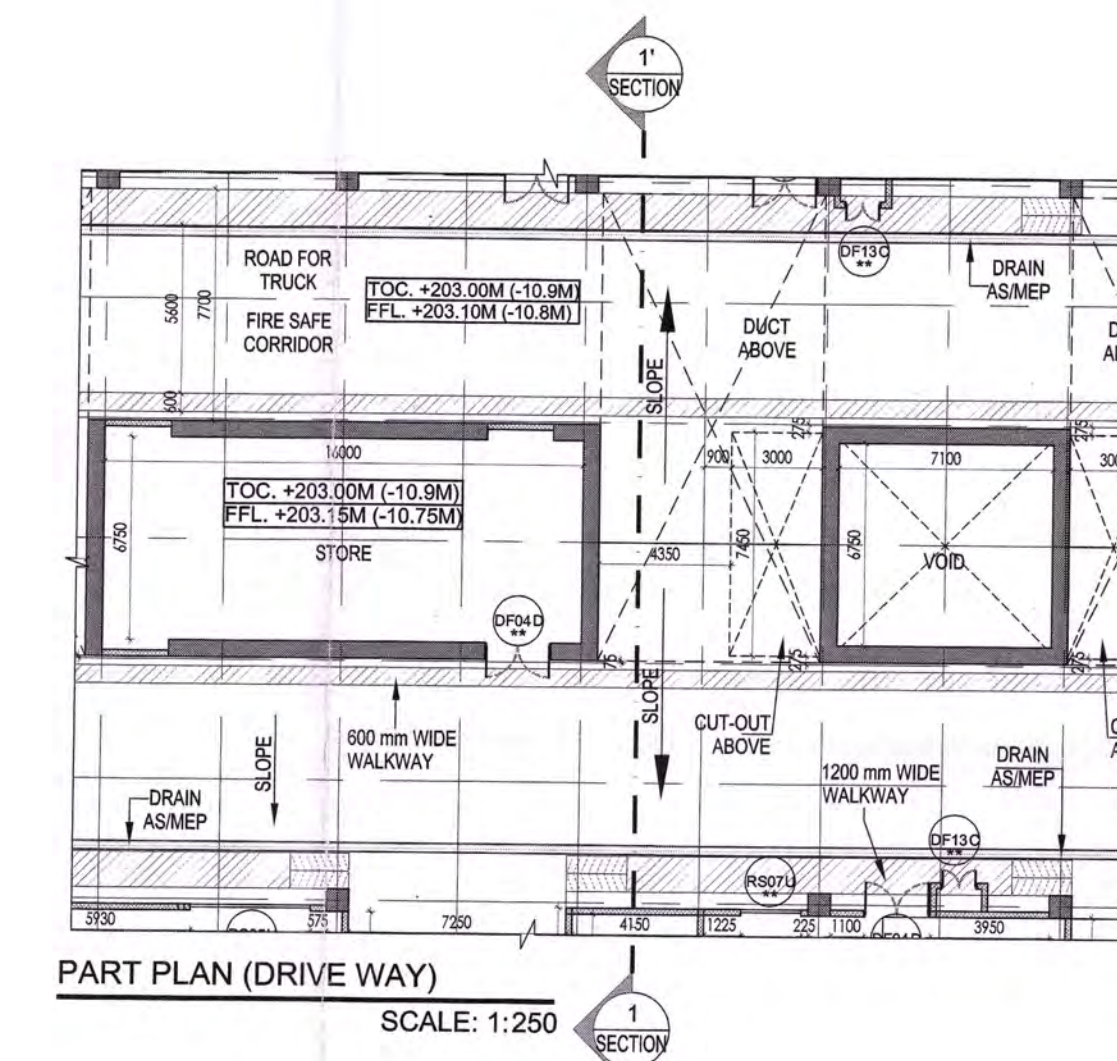 1'
SECTION
ROAD FOR
TRUCK
FIRE SAFE
CORRIDOR
5600
7700
600
TOC. +203.00M (-10.9M)
FFL. +203.10M (-10.8M)
SLOPE
DUCT
ABOVE
DF13C
**
DRAIN
AS/MEP
16000
TOC. +203.00M (-10.9M)
FFL. +203.15M (-10.75M)
STORE
6750
DF04D
**
900
3000
275
7100
275
4350
7450
6750
VOID
75
275
275
SLOPE
CUT-OUT
ABOVE
600 mm WIDE
WALKWAY
SLOPE
DRAIN
AS/MEP
1200 mm WIDE
WALKWAY
DRAIN
AS/MEP
DF13C
**
RS07U
**
5930
575
7250
4150
1225
225
1100
3950
PART PLAN (DRIVE WAY)
SCALE: 1:250
1
SECTION